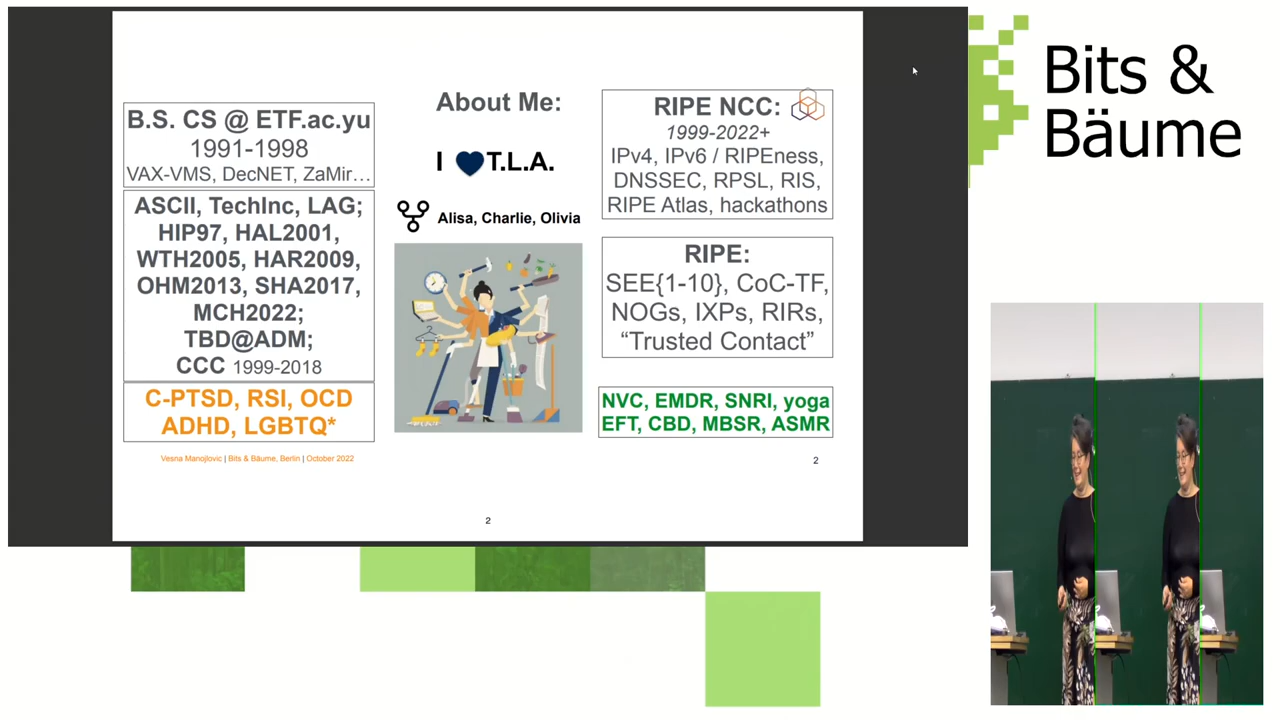 B.S. CS @ ETF.ac.yu
1991-1998
VAX-VMS, DecNET, ZaMir...
ASCII, TechInc, LAG;
HIP97, HAL2001,
WTH2005, HAR2009,
OHM2013, SHA2017,
MCH2022;
TBD@ADM;
CCC 1999-2018
C-PTSD, RSI, OCD
ADHD, LGBTQ*
Vesna Manojlovic | Bits & Bäume, Berlin | October 2022
About Me:
I T.L.A.
Alisa, Charlie, Olivia
RIPE NCC:
1999-2022+
IPv4, IPv6 / RIPEness,
DNSSEC, RPSL, RIS,
RIPE Atlas, hackathons
RIPE:
SEE{1-10}, CoC-TF,
NOGs, IXPs, RIRs,
“Trusted Contact”
NVC, EMDR, SNRI, yoga
EFT, CBD, MBSR, ASMR
2
2
Bits &
Bäume